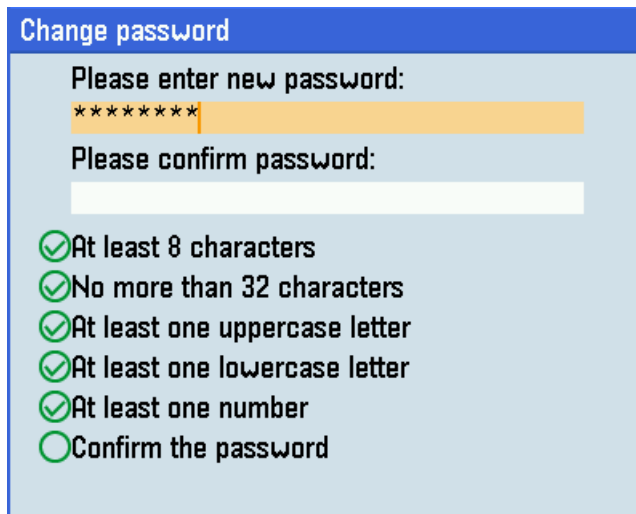 Change password
Please enter new password:
********
Please confirm password:
At least 8 characters
No more than 32 characters
At least one uppercase letter
At least one lowercase letter
At least one number
Confirm the password